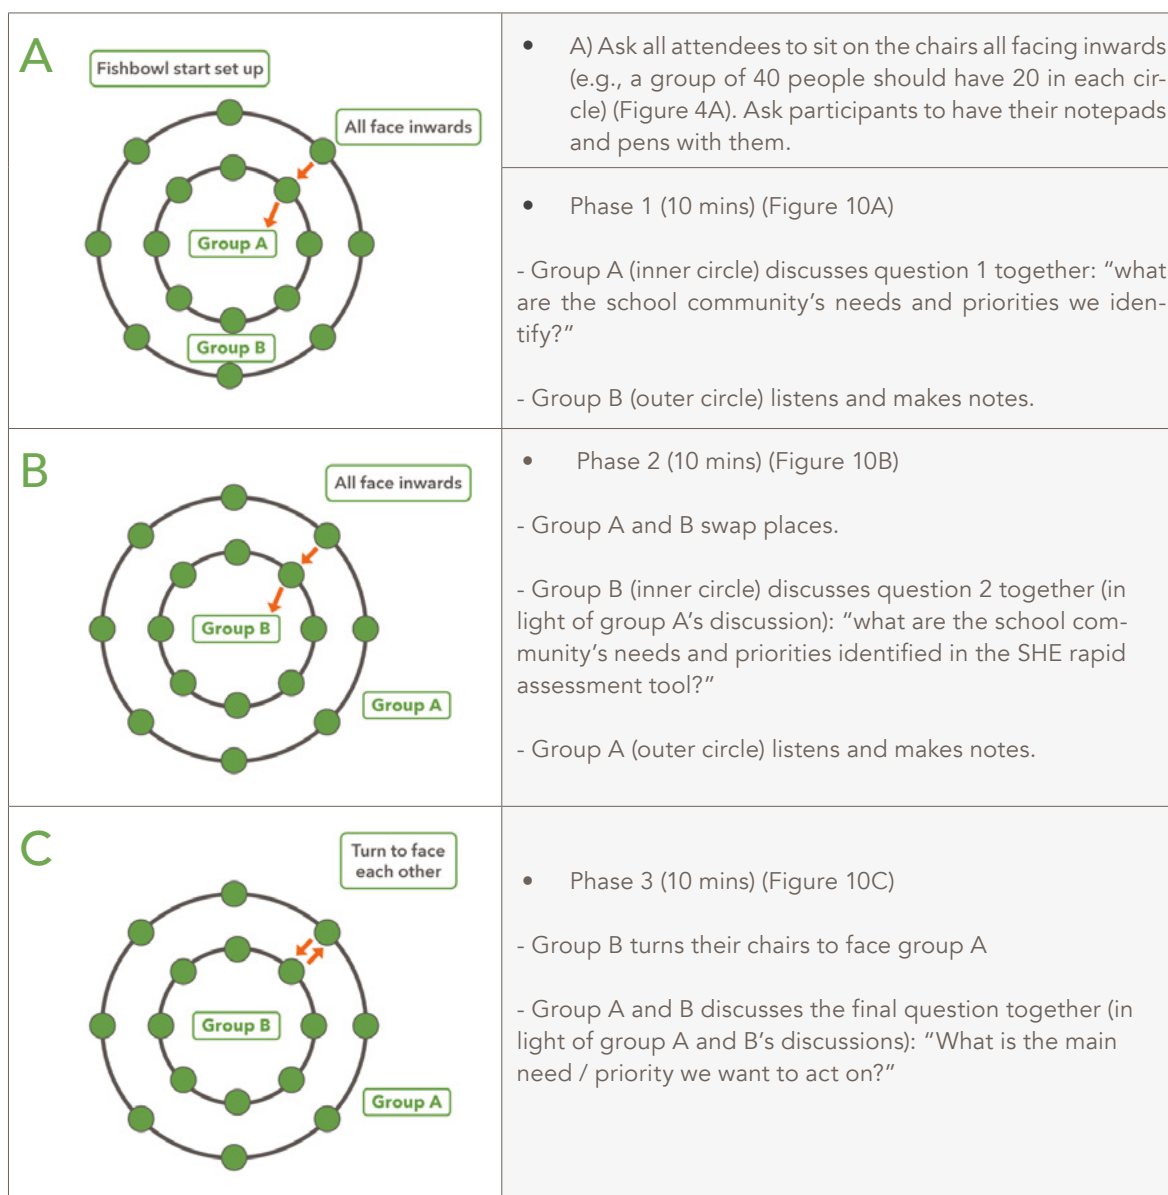 A
Fishbowl start set up
All face inwards
Group A
Group B
• A) Ask all attendees to sit on the chairs all facing inwards
(e.g., a group of 40 people should have 20 in each cir-
cle) (Figure 4A). Ask participants to have their notepads
and pens with them.
• Phase 1 (10 mins) (Figure 10A)
- Group A (inner circle) discusses question 1 together: “what
are the school community’s needs and priorities we iden-
tify?”
- Group B (outer circle) listens and makes notes.
B
All face inwards
Group B
Group A
• Phase 2 (10 mins) (Figure 10B)
- Group A and B swap places.
- Group B (inner circle) discusses question 2 together (in
light of group A’s discussion): “what are the school com-
munity’s needs and priorities identified in the SHE rapid
assessment tool?”
- Group A (outer circle) listens and makes notes.
C
Turn to face
each other
Group B
Group A
• Phase 3 (10 mins) (Figure 10C)
- Group B turns their chairs to face group A
- Group A and B discusses the final question together (in
light of group A and B’s discussions): “What is the main
need / priority we want to act on?”